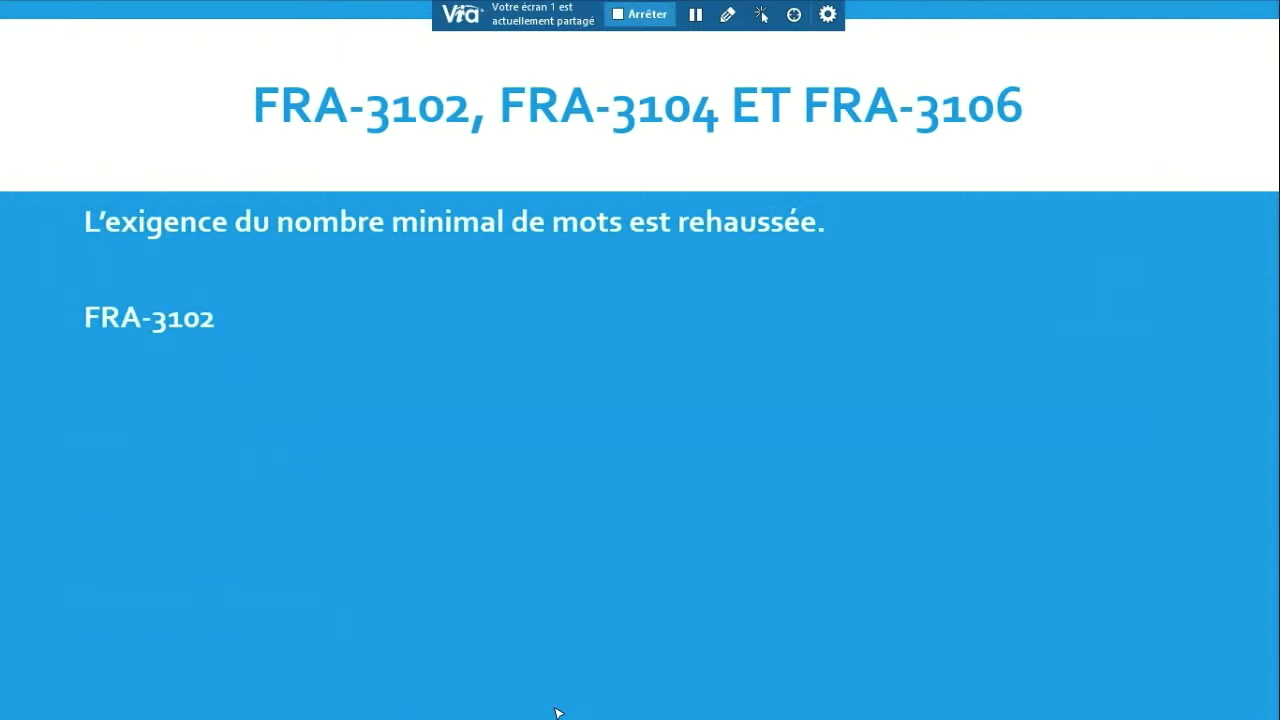 Via
Votre écran 1 est
actuellement partagé
Arrêter
FRA-3102, FRA-3104 ET FRA-3106
L’exigence du nombre minimal de mots est rehaussée.
FRA-3102